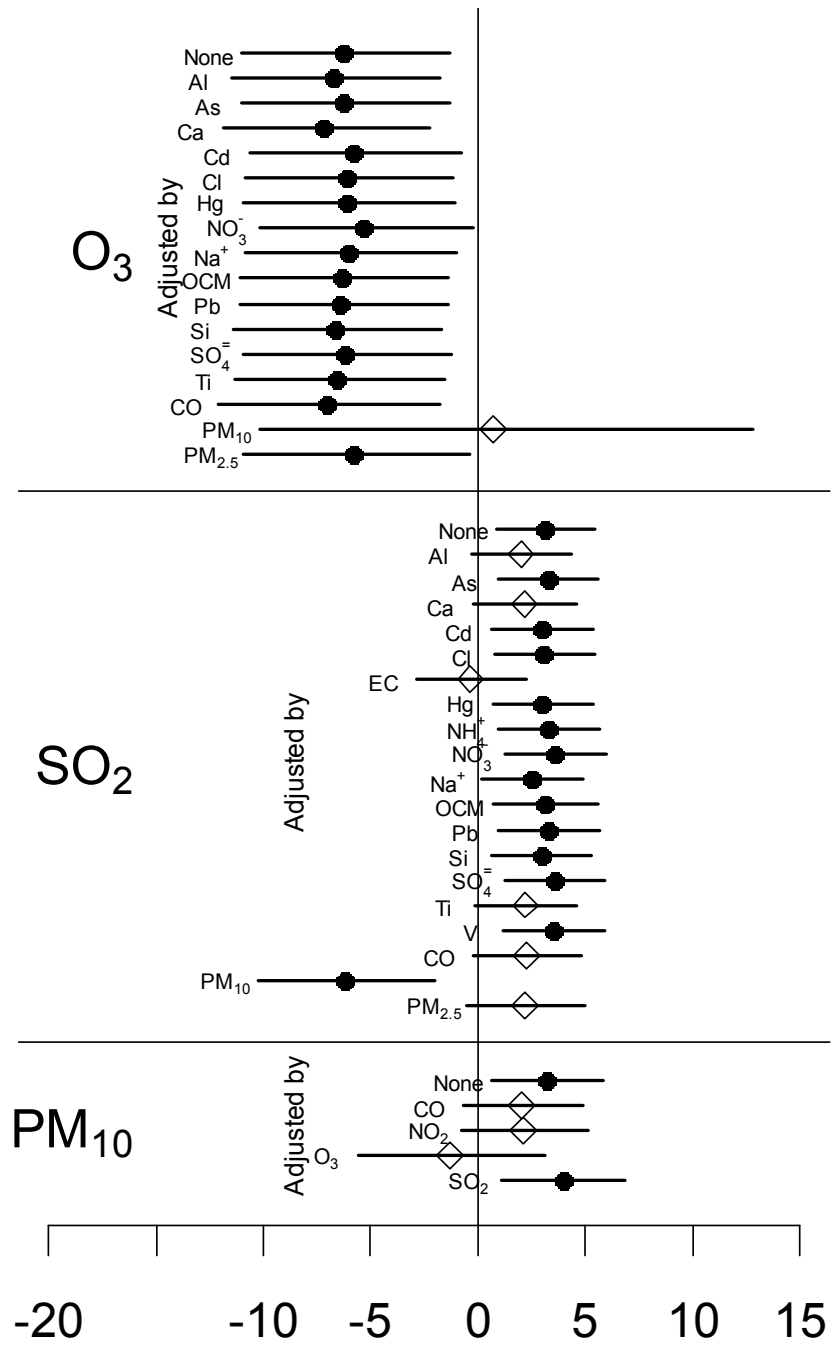 O₃
Adjusted by
None
Al
As
Ca
Cd
Cl
Hg
NO₃⁻
Na⁺
OCM
Pb
Si
SO₄⁼
Ti
CO
PM₁₀
PM₂.₅
SO₂
Adjusted by
None
Al
As
Ca
Cd
Cl
EC
Hg
NH₄⁺
NO₃⁻
Na⁺
OCM
Pb
Si
SO₄⁼
Ti
V
CO
PM₁₀
PM₂.₅
PM₁₀
Adjusted by
None
CO
NO₂
O₃
SO₂
-20 -10 -5 0 5 10 15